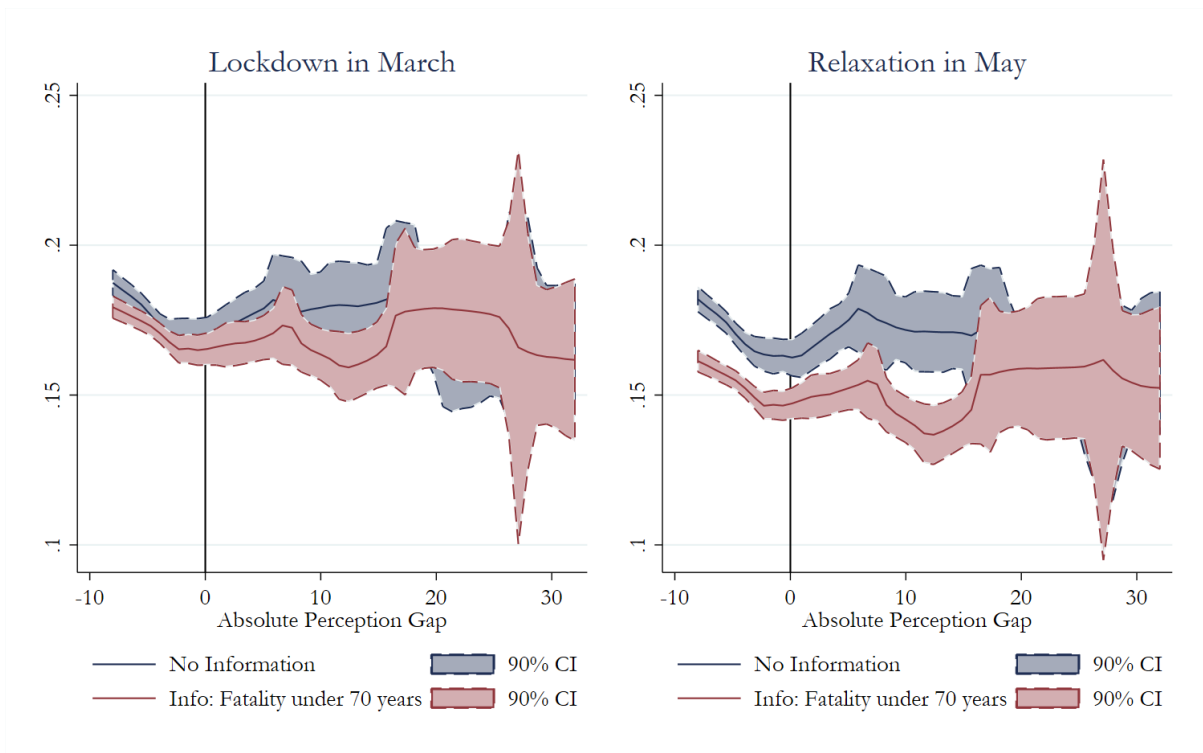 Lockdown in March
.25
.2
.15
.1
-10 0 10 20 30
Absolute Perception Gap
No Information 90% CI
Info: Fatality under 70 years 90% CI
Relaxation in May
.25
.2
.15
.1
-10 0 10 20 30
Absolute Perception Gap
No Information 90% CI
Info: Fatality under 70 years 90% CI